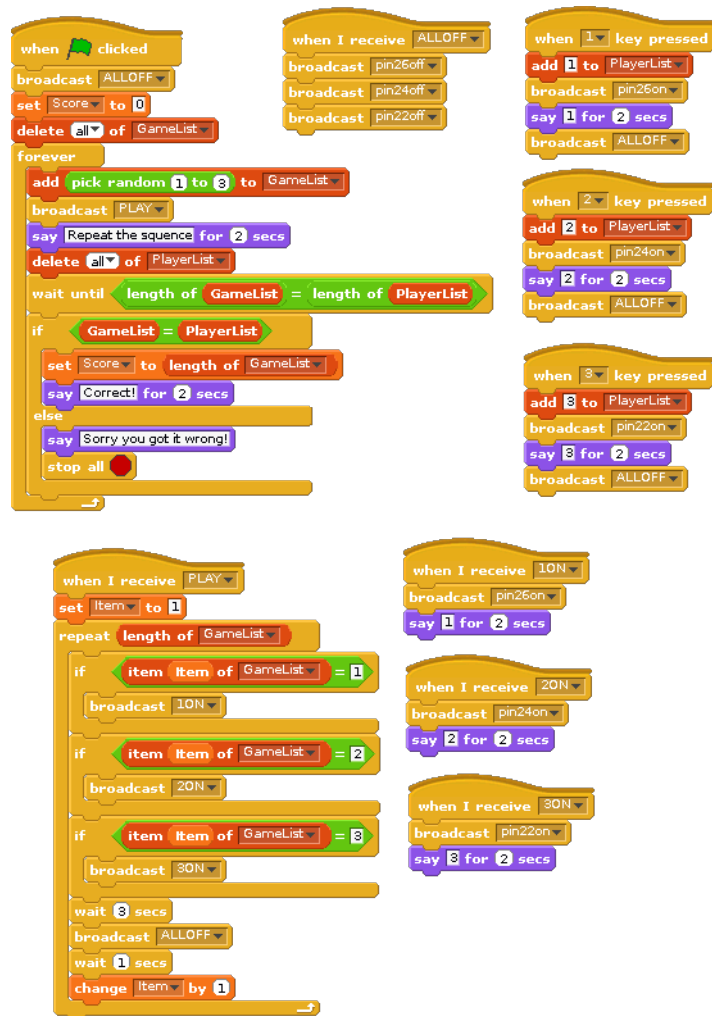 when clicked
broadcast ALLOFF
set Score to 0
delete all of GameList
forever
add pick random 1 to 3 to GameList
broadcast PLAY
say Repeat the squence for 2 secs
delete all of PlayerList
wait until length of GameList = length of PlayerList
if GameList = PlayerList
set Score to length of GameList
say Correct! for 2 secs
else
say Sorry you got it wrong!
stop all
when I receive ALLOFF
broadcast pin26off
broadcast pin24off
broadcast pin22off
when 1 key pressed
add 1 to PlayerList
broadcast pin26on
say 1 for 2 secs
broadcast ALLOFF
when 2 key pressed
add 2 to PlayerList
broadcast pin24on
say 2 for 2 secs
broadcast ALLOFF
when 3 key pressed
add 3 to PlayerList
broadcast pin22on
say 3 for 2 secs
broadcast ALLOFF
when I receive PLAY
set Item to 1
repeat length of GameList
if item Item of GameList = 1
broadcast 1ON
if item Item of GameList = 2
broadcast 2ON
if item Item of GameList = 3
broadcast 3ON
wait 3 secs
broadcast ALLOFF
wait 1 secs
change Item by 1
when I receive 1ON
broadcast pin26on
say 1 for 2 secs
when I receive 2ON
broadcast pin24on
say 2 for 2 secs
when I receive 3ON
broadcast pin22on
say 3 for 2 secs